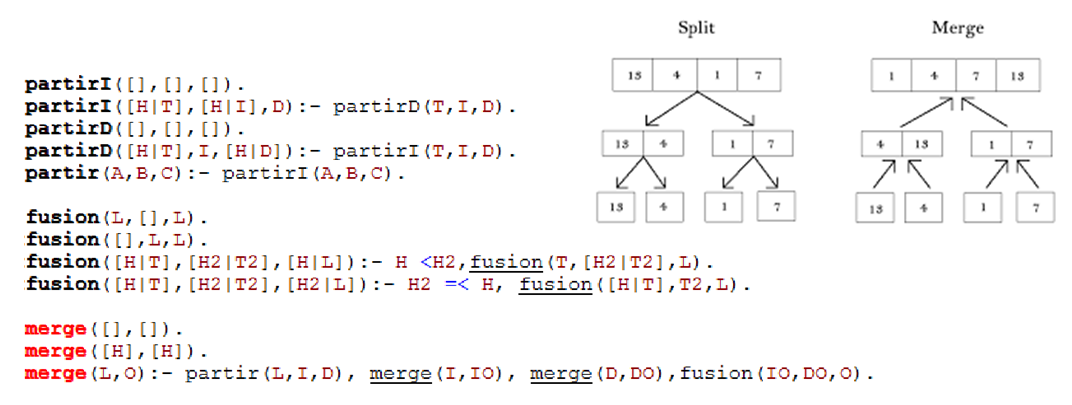 partirI([],[],[]).
partirI([H|T],[H|I],D):- partirD(T,I,D).
partirD([],[],[]).
partirD([H|T],I,[H|D]):- partirI(T,I,D).
partir(A,B,C):- partirI(A,B,C).
fusion(L,[],L).
fusion([],L,L).
fusion([H|T],[H2|T2],[H|L]):- H <H2,fusion(T,[H2|T2],L).
fusion([H|T],[H2|T2],[H2|L]):- H2 =< H, fusion([H|T],T2,L).
merge([],[]).
merge([H],[H]).
merge(L,O):- partir(L,I,D), merge(I,IO), merge(D,DO),fusion(IO,DO,O).
Split
13 4 1 7
13 4 1 7
13 4 1 7
Merge
1 4 7 13
4 13 1 7
13 4 1 7